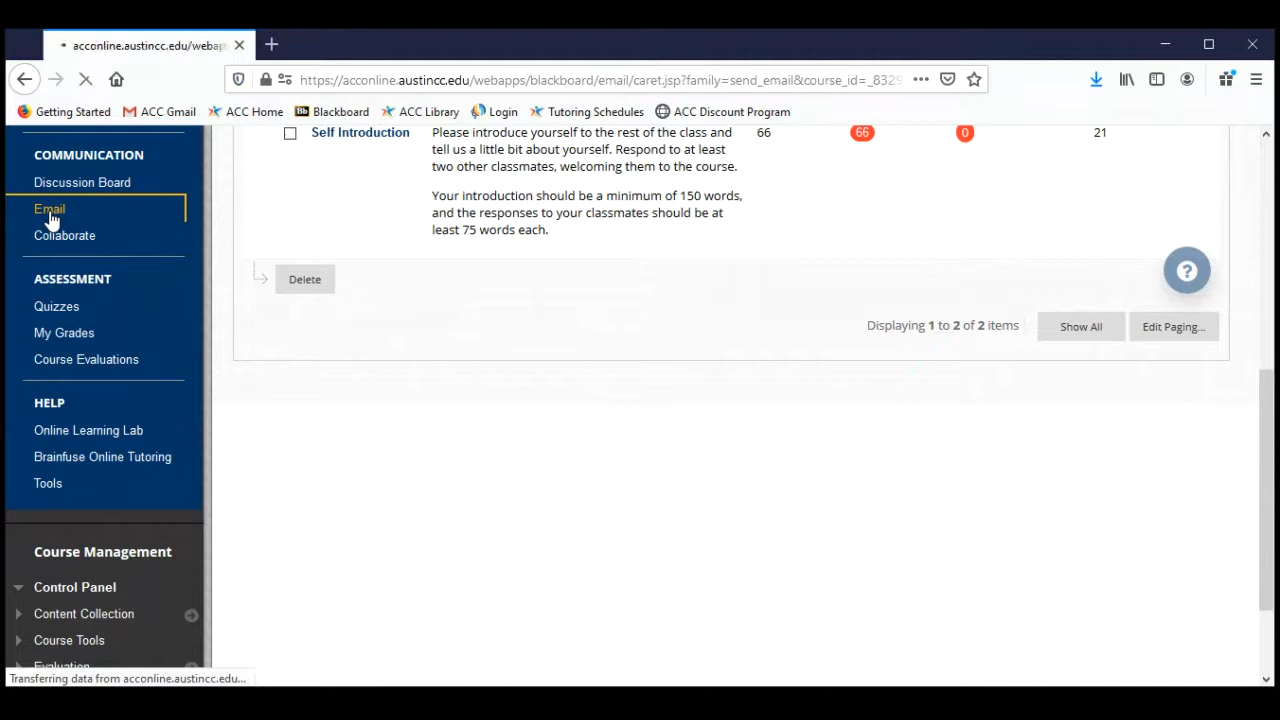 acconline.austincc.edu/webap
https://acconline.austincc.edu/webapps/blackboard/email/caret.jsp?family=send_email&course_id=_8329
Getting Started ACC Gmail ACC Home Bb Blackboard ACC Library Login Tutoring Schedules ACC Discount Program
COMMUNICATION
Discussion Board
Email
Collaborate
ASSESSMENT
Quizzes
My Grades
Course Evaluations
HELP
Online Learning Lab
Brainfuse Online Tutoring
Tools
Course Management
Control Panel
Content Collection
Course Tools
Evaluation
Self Introduction
Please introduce yourself to the rest of the class and
tell us a little bit about yourself. Respond to at least
two other classmates, welcoming them to the course.
Your introduction should be a minimum of 150 words,
and the responses to your classmates should be at
least 75 words each.
66 66 0 21
Delete
?
Displaying 1 to 2 of 2 items Show All Edit Paging...
Transferring data from acconline.austincc.edu...